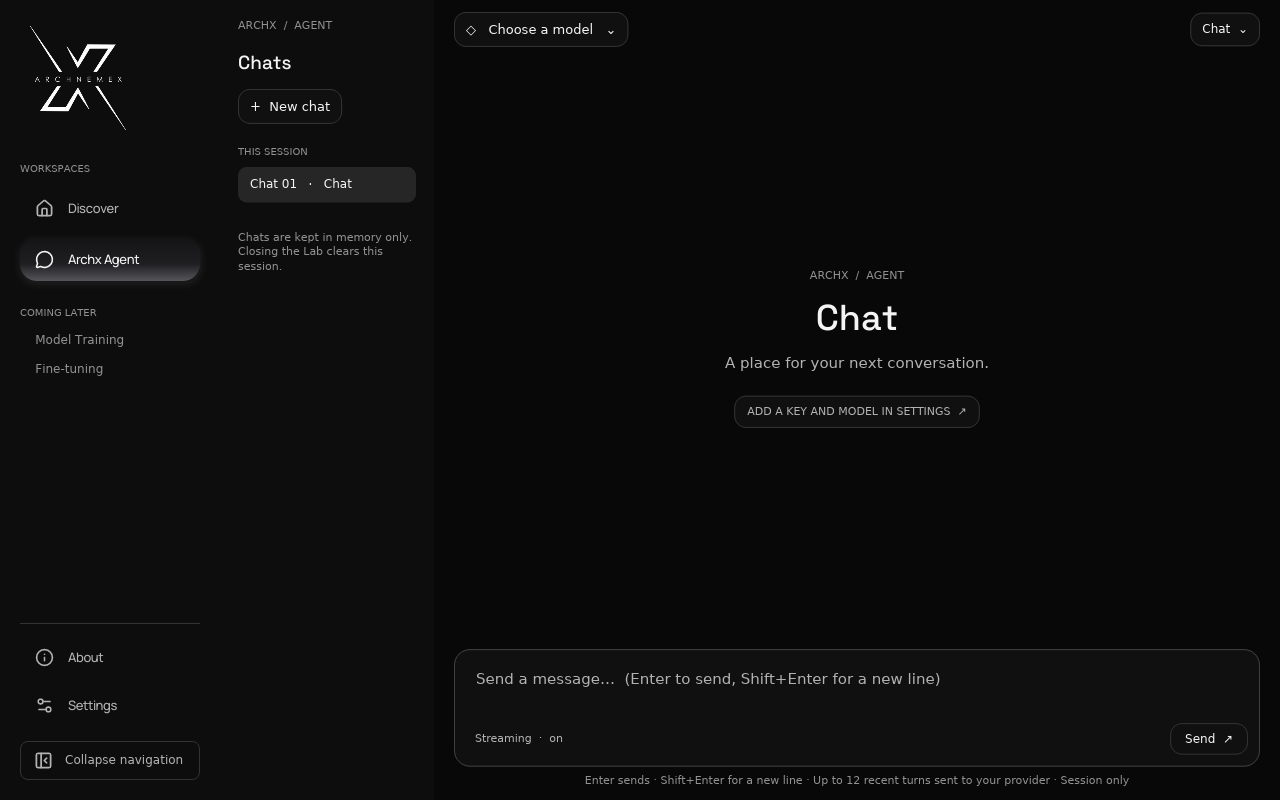 ARCHNEMEX
WORKSPACES
Discover
Archx Agent
COMING LATER
Model Training
Fine-tuning
About
Settings
Collapse navigation
ARCHX / AGENT
Chats
+ New chat
THIS SESSION
Chat 01 · Chat
Chats are kept in memory only.
Closing the Lab clears this
session.
◇ Choose a model ⌄
Chat ⌄
ARCHX / AGENT
Chat
A place for your next conversation.
ADD A KEY AND MODEL IN SETTINGS ↗
Send a message... (Enter to send, Shift+Enter for a new line)
Streaming · on
Send ↗
Enter sends · Shift+Enter for a new line · Up to 12 recent turns sent to your provider · Session only